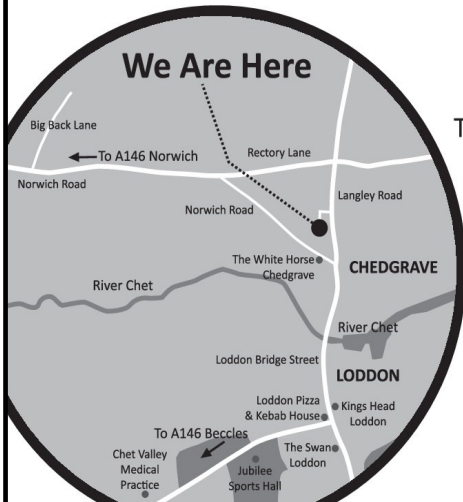 We Are Here
T
Big Back Lane
To A146 Norwich
Rectory Lane
Norwich Road
Langley Road
Norwich Road
The White Horse
Chedgrave
CHEDGRAVE
River Chet
River Chet
Loddon Bridge Street
LODDON
Loddon Pizza
& Kebab House
Kings Head
Loddon
To A146 Beccles
The Swan
Loddon
Chet Valley
Medical
Practice
Jubilee
Sports Hall